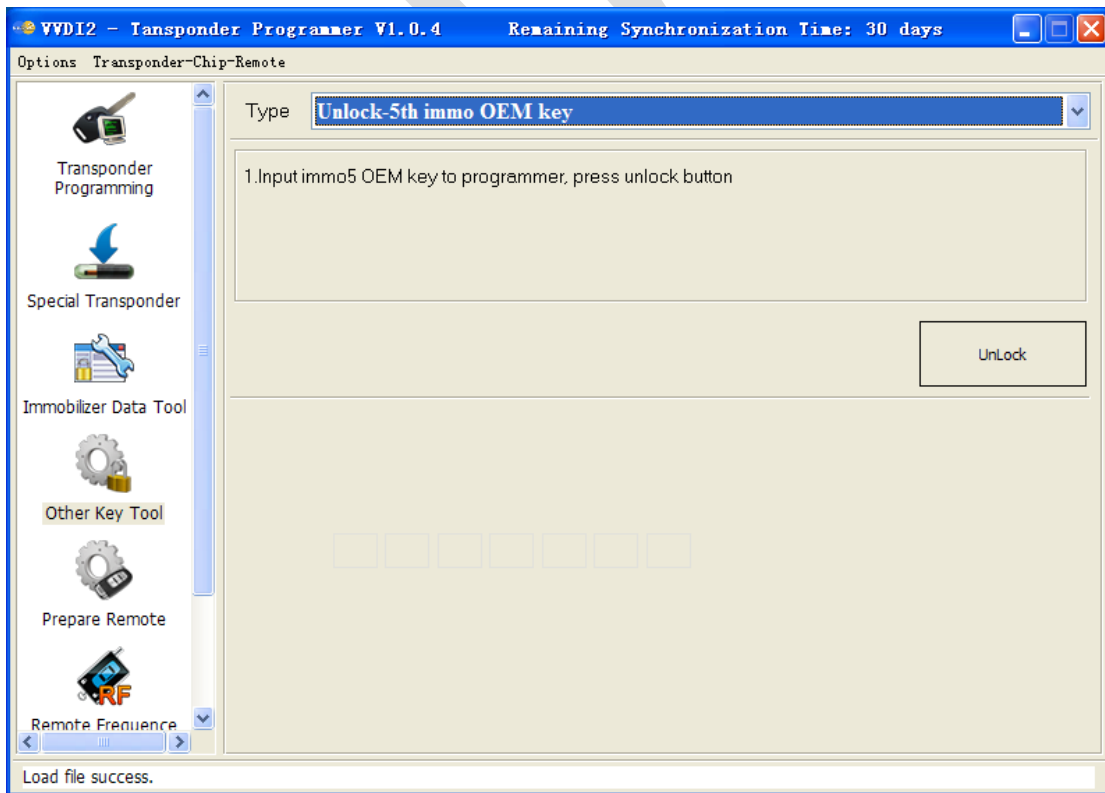 VVDI2 - Tansponder Programmer V1.0.4 Remaining Synchronization Time: 30 days
Options Transponder-Chip-Remote
Transponder
Programming
Special Transponder
Immobilizer Data Tool
Other Key Tool
Prepare Remote
RF
Remote Frequence
Type Unlock-5th immo OEM key
1.Input immo5 OEM key to programmer, press unlock button
UnLock
Load file success.